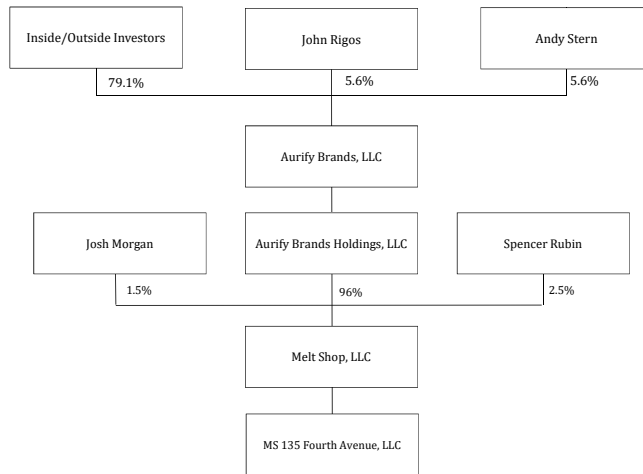 Inside/Outside Investors
John Rigos
Andy Stern
79.1%
5.6%
5.6%
Aurify Brands, LLC
Josh Morgan
Aurify Brands Holdings, LLC
Spencer Rubin
1.5%
96%
2.5%
Melt Shop, LLC
MS 135 Fourth Avenue, LLC